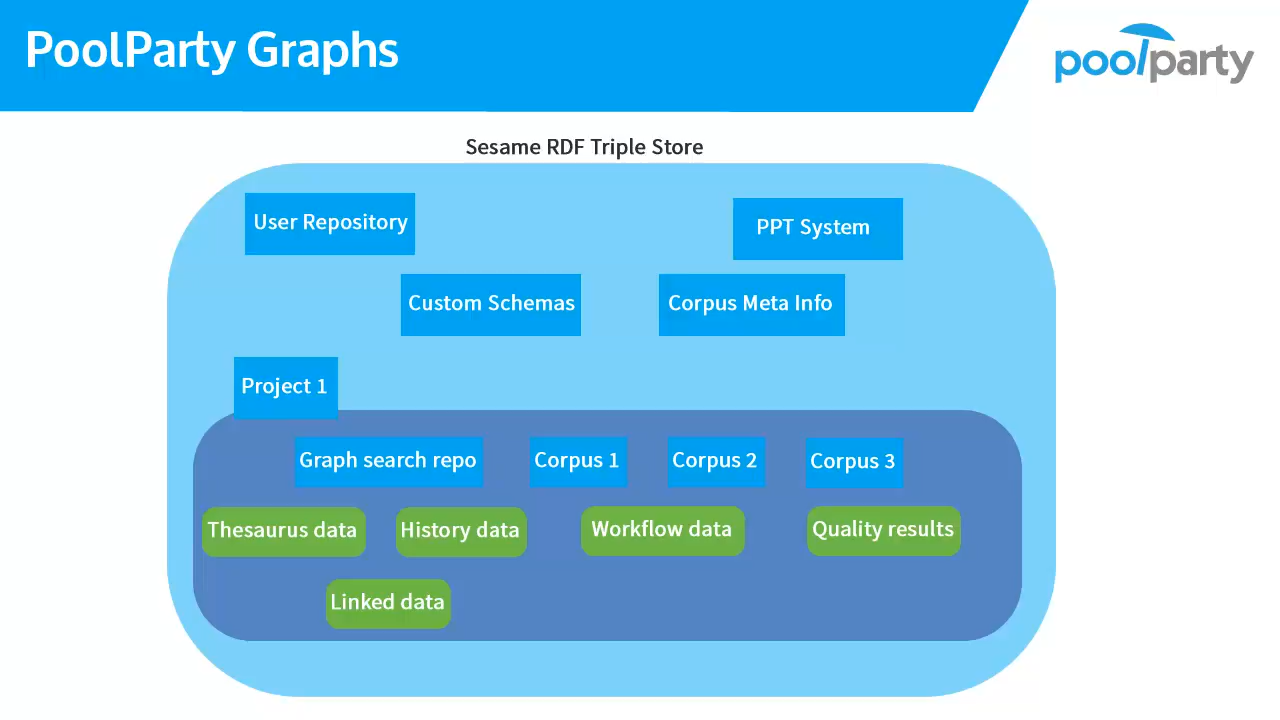 PoolParty Graphs
poolparty
Sesame RDF Triple Store
User Repository
PPT System
Custom Schemas
Corpus Meta Info
Project 1
Graph search repo
Corpus 1
Corpus 2
Corpus 3
Thesaurus data
History data
Workflow data
Quality results
Linked data